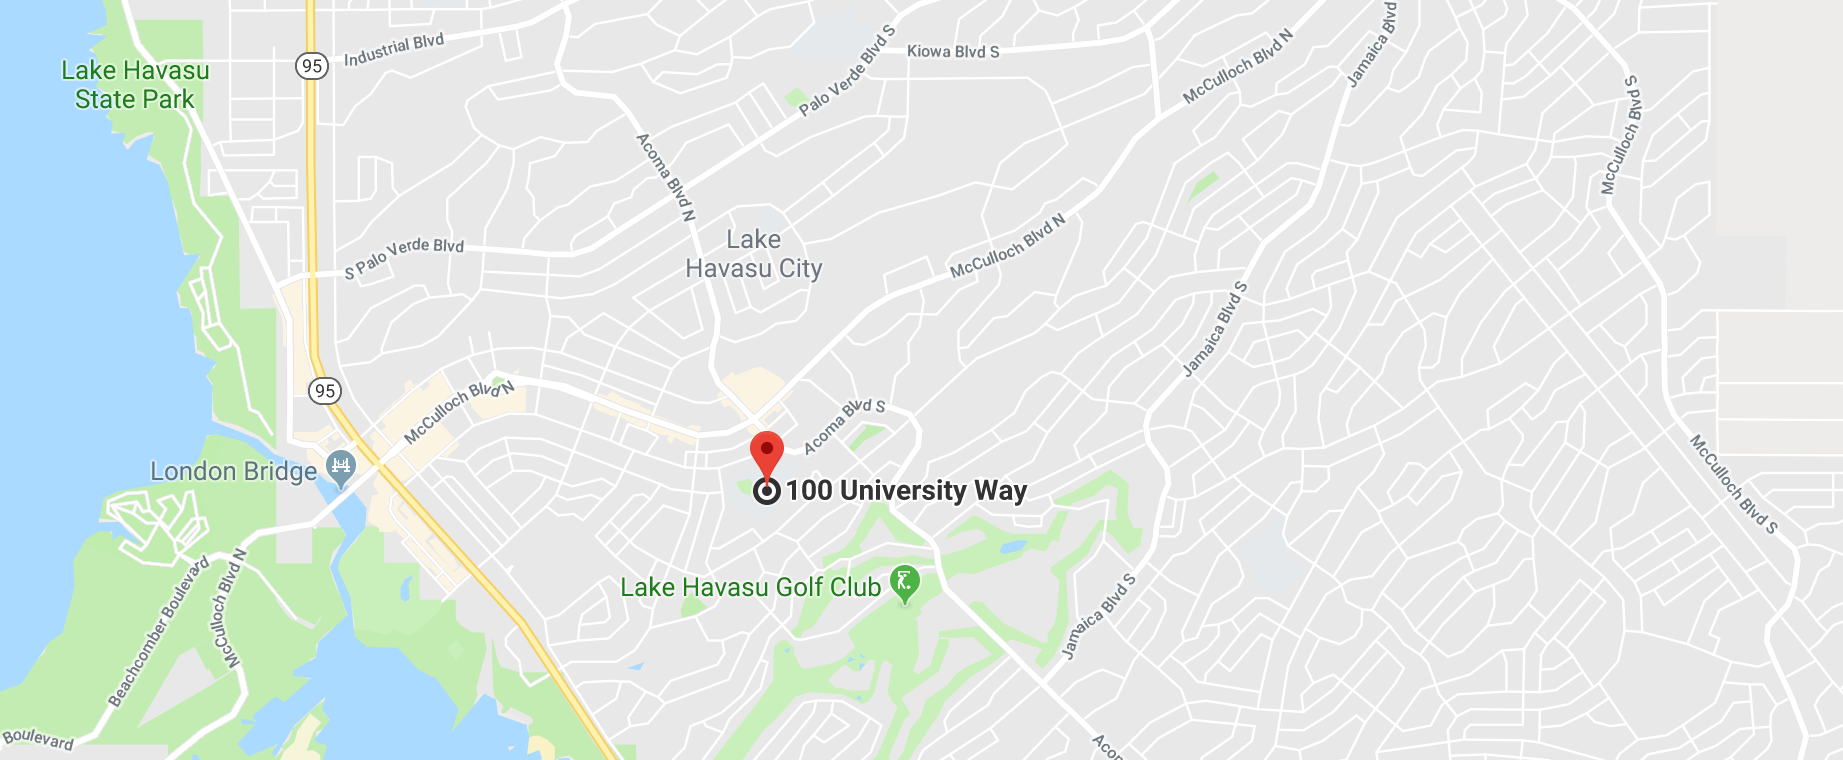 Industrial Blvd
95
Lake Havasu
State Park
Palo Verde Blvd S
Kiowa Blvd S
McCulloch Blvd N
Jamaica Blvd
McCulloch Blvd S
Acoma Blvd N
S Palo Verde Blvd
Lake
Havasu City
McCulloch Blvd N
Jamaica Blvd S
95
McCulloch Blvd N
Acoma Blvd S
London Bridge
100 University Way
McCulloch Blvd S
Lake Havasu Golf Club
Beachcomber Boulevard
McCulloch Blvd N
Jamaica Blvd S
Boulevard
Acom